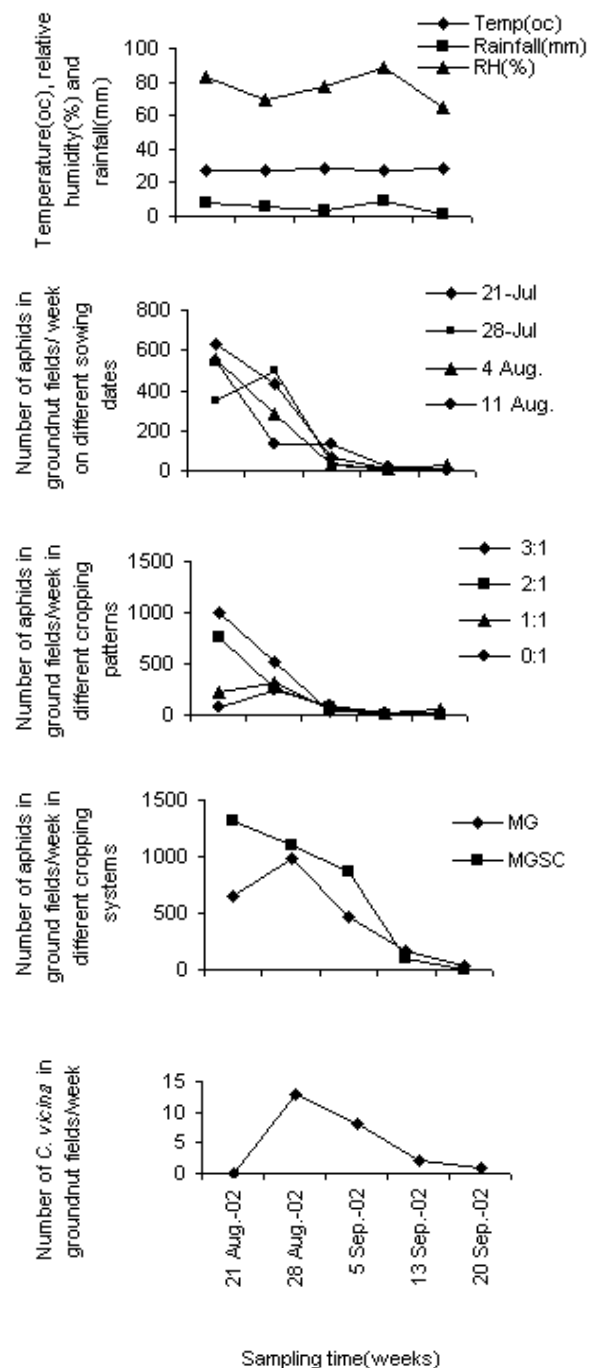 Temp(oc)
Rainfall(mm)
RH(%)
Temperature(oc), relative
humidity(%) and
rainfall(mm)
100
80
60
40
20
0
Number of aphids in
groundnut fields/ week
on different sowing
dates
800
600
400
200
0
21-Jul
28-Jul
4 Aug.
11 Aug.
Number of aphids in
ground fields/week in
different cropping
patterns
1500
1000
500
0
3:1
2:1
1:1
0:1
Number of aphids in
ground fields/week in
different cropping
systems
1500
1000
500
0
MG
MGSC
Number of C. vicina in
groundnut fields/week
15
10
5
0
21 Aug.-02
28 Aug.-02
5 Sep.-02
13 Sep.-02
20 Sep.-02
Sampling time(weeks)